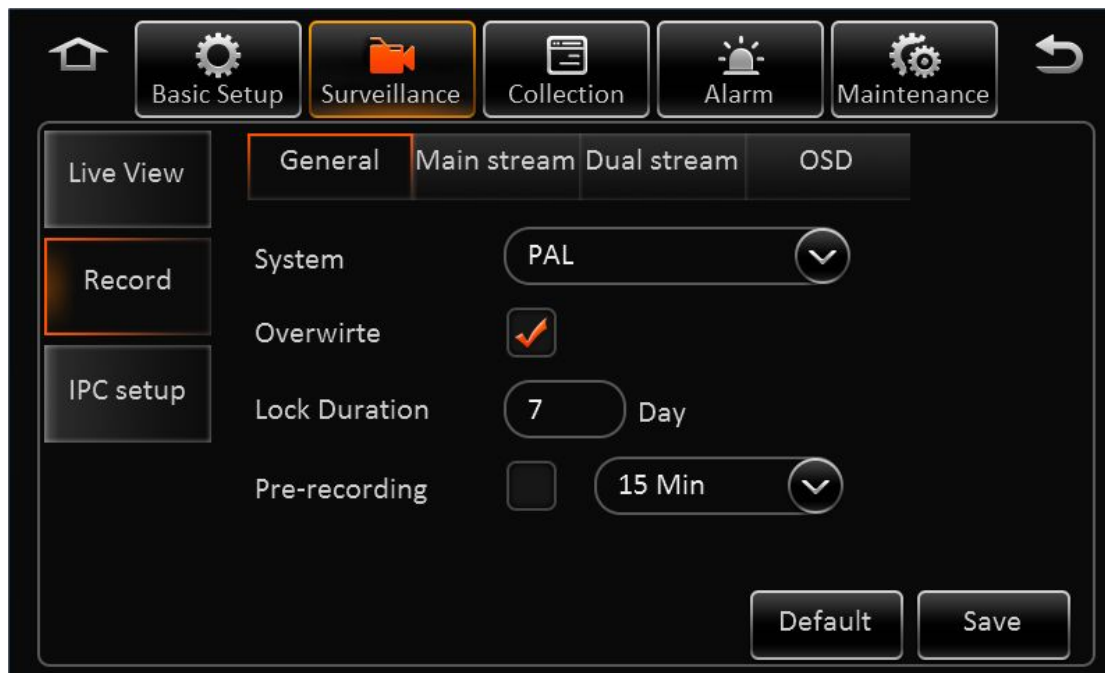 Basic Setup Surveillance Collection Alarm Maintenance
Live View
General Main stream Dual stream OSD
System PAL
Record
Overwirte
IPC setup
Lock Duration 7 Day
Pre-recording 15 Min
Default Save